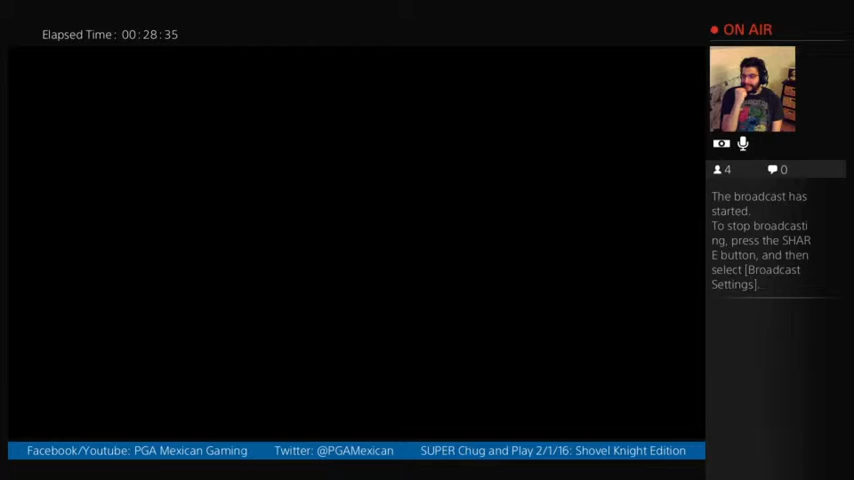 Elapsed Time: 00:28:35
ON AIR
4 0
The broadcast has
started.
To stop broadcasti
ng, press the SHAR
E button, and then
select [Broadcast
Settings].
Facebook/Youtube: PGA Mexican Gaming Twitter: @PGAMexican SUPER Chug and Play 2/1/16: Shovel Knight Edition